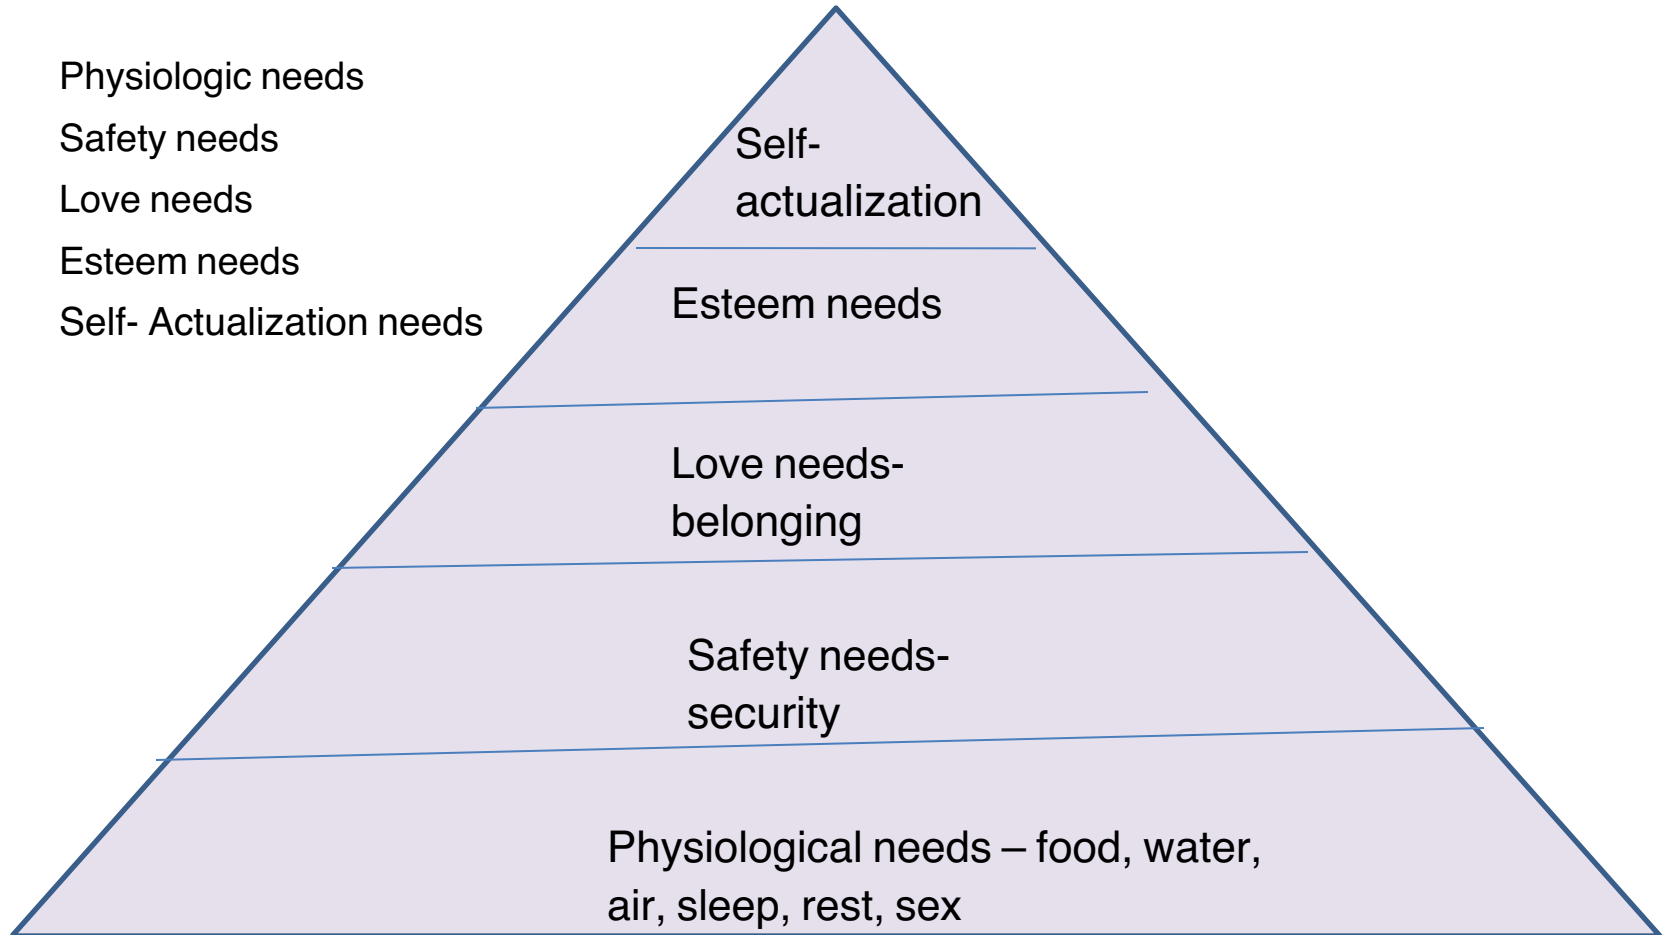 Physiologic needs
Safety needs
Love needs
Esteem needs
Self- Actualization needs
Self-
actualization
Esteem needs
Love needs-
belonging
Safety needs-
security
Physiological needs – food, water,
air, sleep, rest, sex